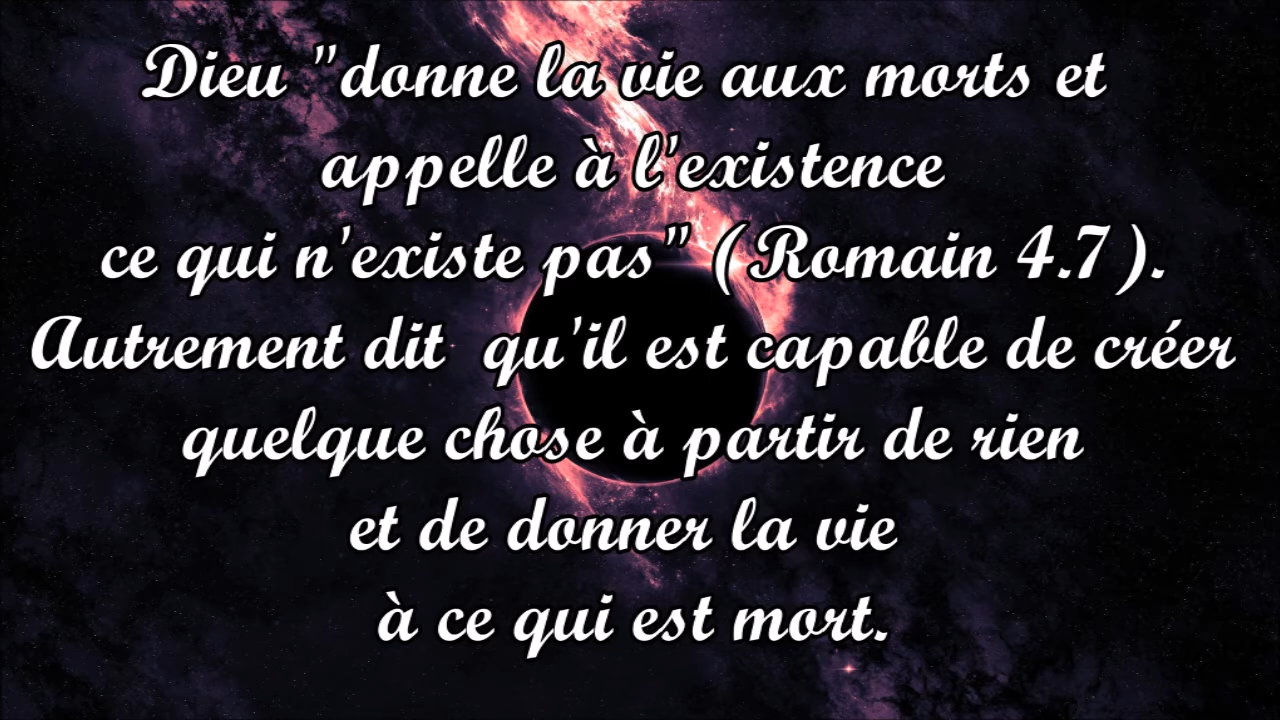 Dieu "donne la vie aux morts et
appelle à l'existence
ce qui n'existe pas" (Romain 4.7).
Autrement dit qu'il est capable de créer
quelque chose à partir de rien
et de donner la vie
à ce qui est mort.